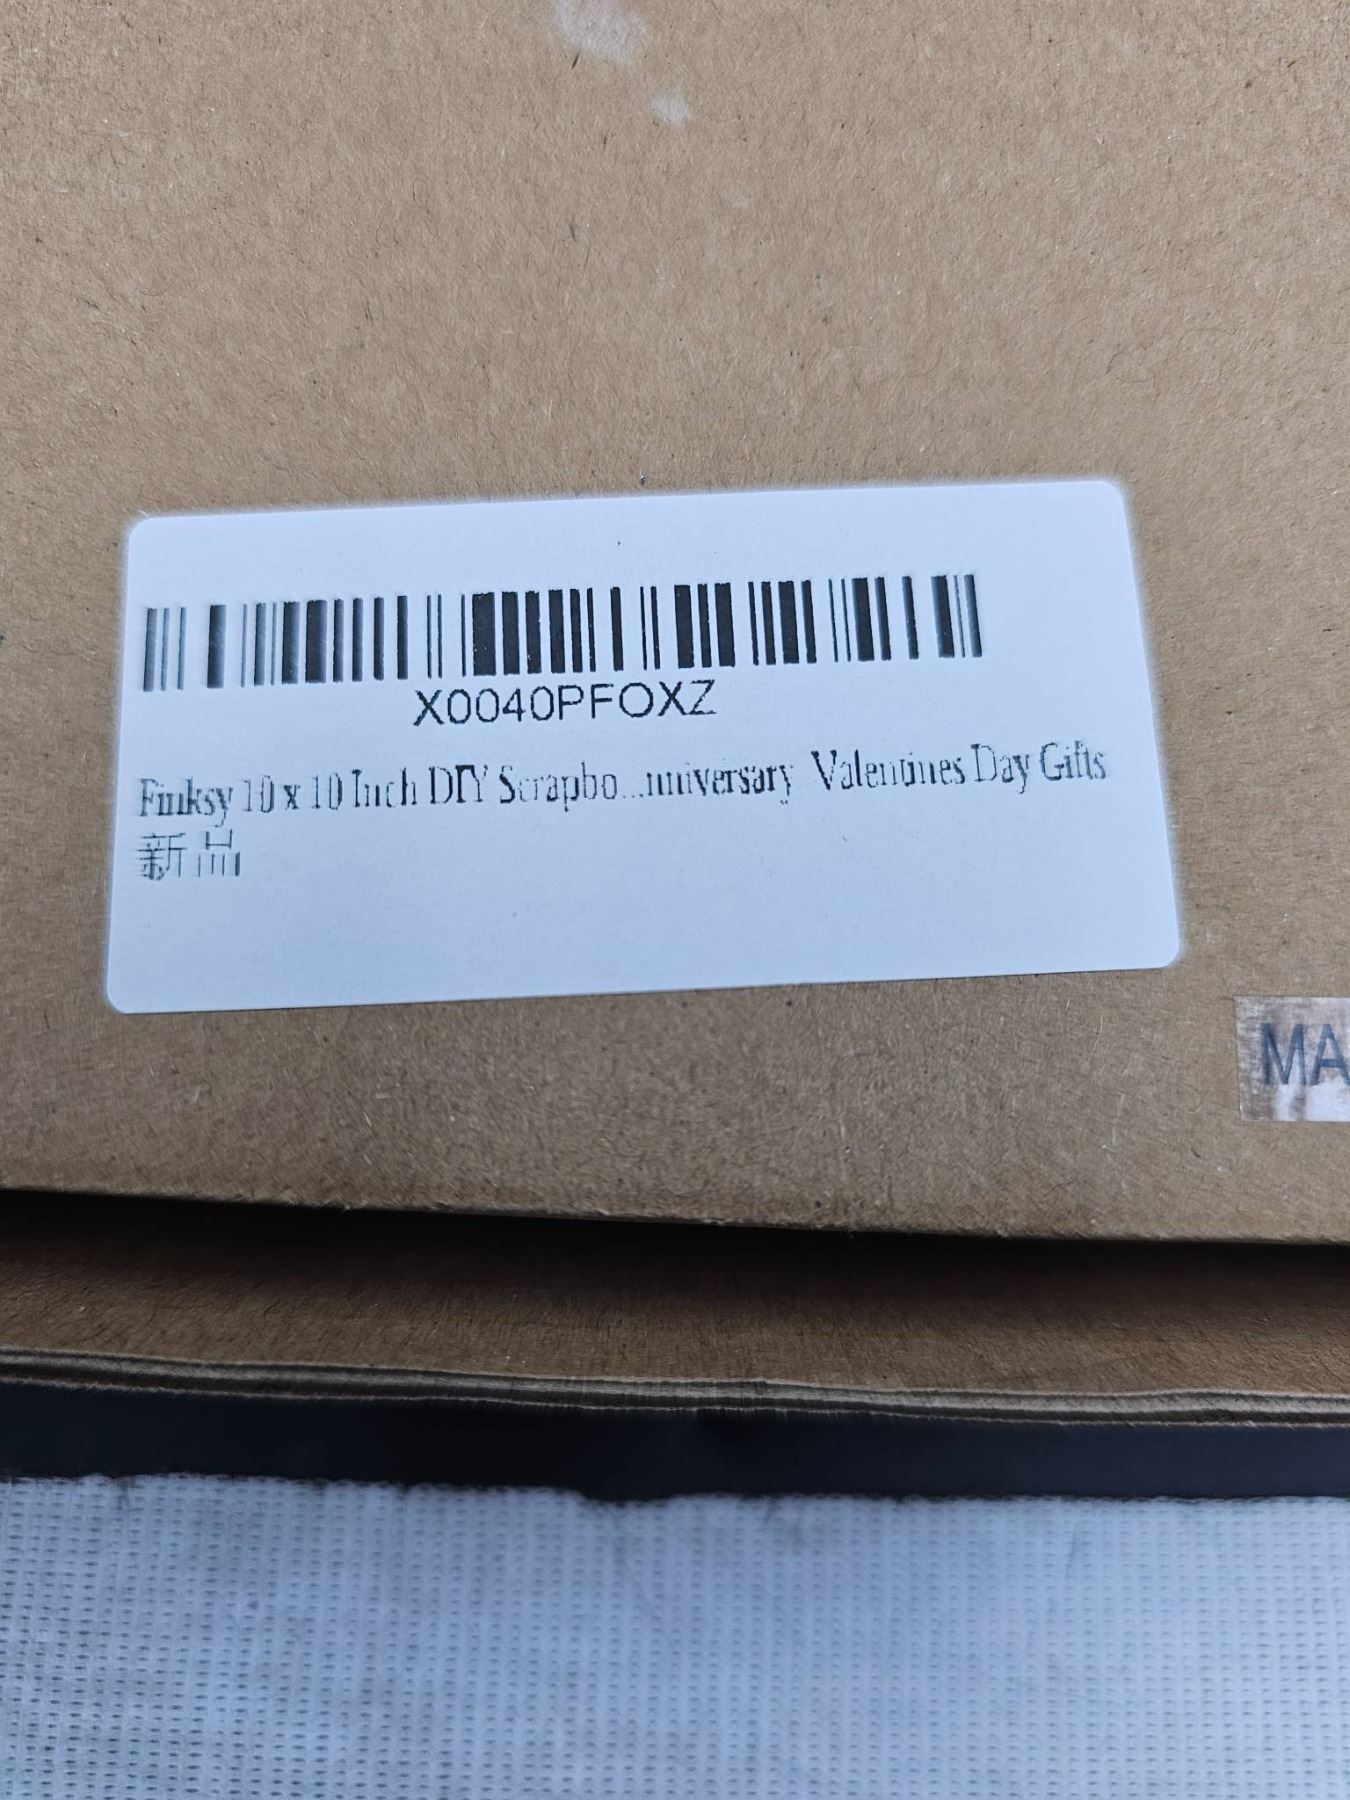 X0040PFOXZ
Finksy 10 x 10 Inch DIY Scrapbo...nniversary Valentines Day Gifts
新品
MA